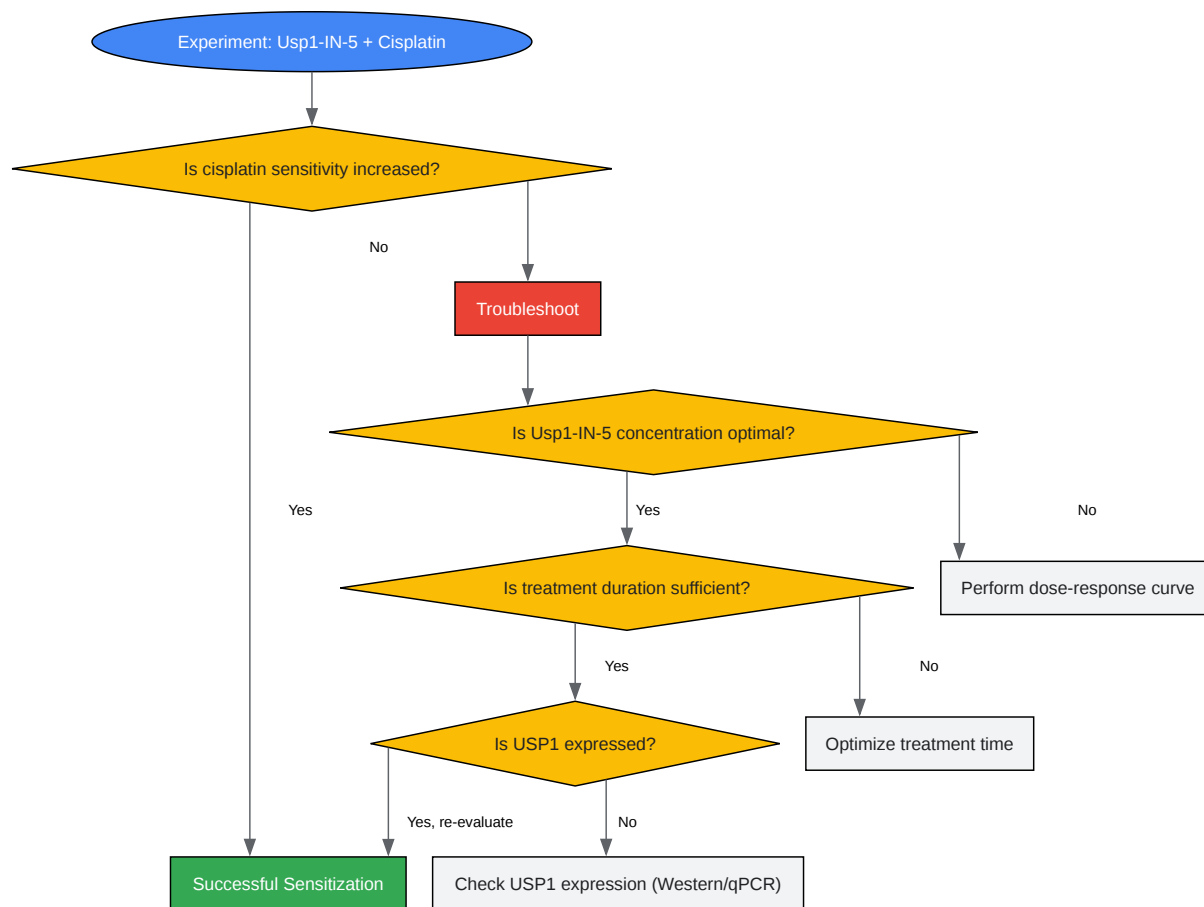 Experiment: Usp1-IN-5 + Cisplatin
Is cisplatin sensitivity increased?
No
Troubleshoot
Is Usp1-IN-5 concentration optimal?
Yes
Yes
No
Is treatment duration sufficient?
Perform dose-response curve
Yes
No
Is USP1 expressed?
Optimize treatment time
Yes, re-evaluate
No
Successful Sensitization
Check USP1 expression (Western/qPCR)